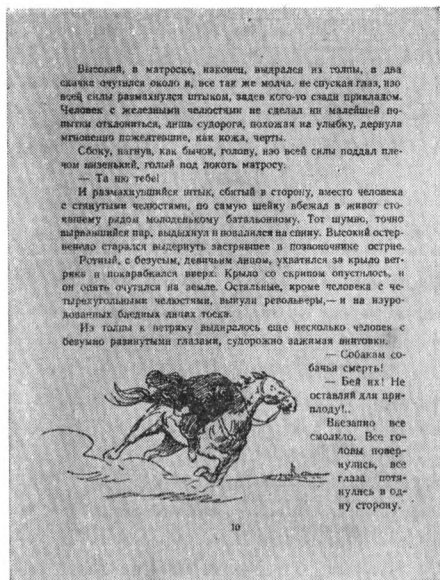 Высокий, в матроске, наконец, выдрался из толпы, в два
скачка очутился около и, все так же молча, не спуская глаз, изо
всей силы размахнулся штыком, задев кого-то сзади прикладом.
Человек с железными челюстями не сделал ни малейшей по-
пытки отклониться, лишь судорога, похожая на улыбку, дернула
мгновенно пожелтевшие, как кожа, черты.
Сбоку, нагнув, как бычок, голову, изо всей силы поддал пле-
чом низенький, голый под локоть матросу.
— Та ню тебе!
И размахнувшийся штык, сбитый в сторону, вместо человека
с стянутыми челюстями, по самую шейку вбежал в живот сто-
явшему рядом молоденькому батальонному. Тот шумно, точно
вырвавшийся пар, выдыхнул и повалился на спину. Высокий остер-
венело старался выдернуть застрявшее в позвоночнике острие.
Ротный, с безусым, девичьим лицом, ухватился за крыло вет-
ряка и покарабкался вверх. Крыло со скрипом опустилось, и
он опять очутился на земле. Остальные, кроме человека с че-
тырехугольными челюстями, вынули револьверы,— и на изуро-
дованных бледных лицах тоска.
Из толпы к ветряку выдиралось еще несколько человек с
безумно разинутыми глазами, судорожно зажимая винтовки.
— Собакам со-
бачья смерть!
— Бей их! Не
оставляй для при-
плоду!..
Внезапно все
смолкло. Все го-
ловы повер-
нулись, все
глаза потя-
нулись в од-
ну сторону.
10